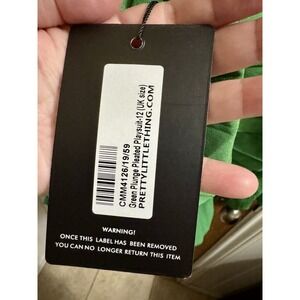 CMM4126/19/59
Green Plunge Pleated Playsuit-12 (UK size)
PRETTYLITTLETHING.COM
WARNING!
ONCE THIS LABEL HAS BEEN REMOVED
YOU CAN NO LONGER RETURN THIS ITEM